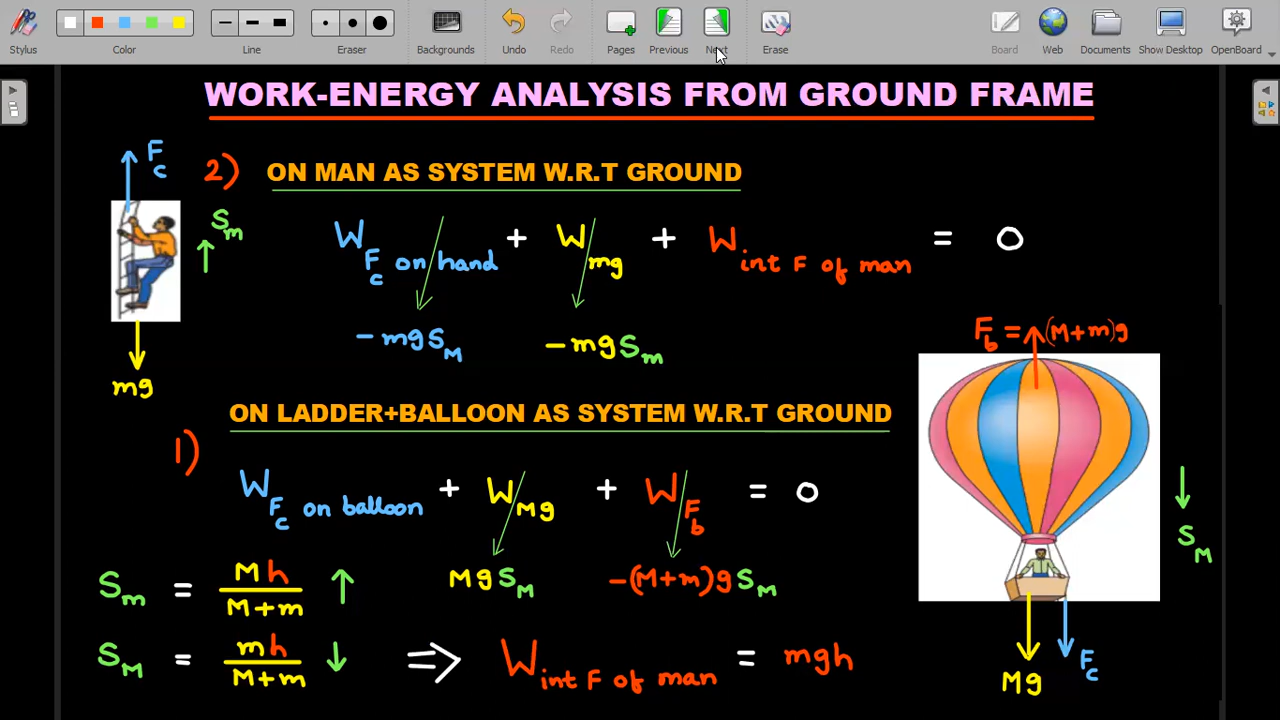 Stylus
Color
Line
Eraser
Backgrounds
Undo
Redo
Pages
Previous
Next
Erase
Board
Web
Documents
Show Desktop
OpenBoard
WORK-ENERGY ANALYSIS FROM GROUND FRAME
2) ON MAN AS SYSTEM W.R.T GROUND
F_c
S_m
mg
W_{F_c on hand} + W_{mg} + W_{int F of man} = 0
-mgS_M
-mgS_m
F_b = (M+m)g
1) ON LADDER+BALLOON AS SYSTEM W.R.T GROUND
W_{F_c on balloon} + W_{Mg} + W_{F_b} = 0
MgS_M
-(M+m)gS_M
S_M
Mg
F_c
S_m = Mh/(M+m) ↑
S_M = mh/(M+m) ↓ ⇒ W_{int F of man} = mgh